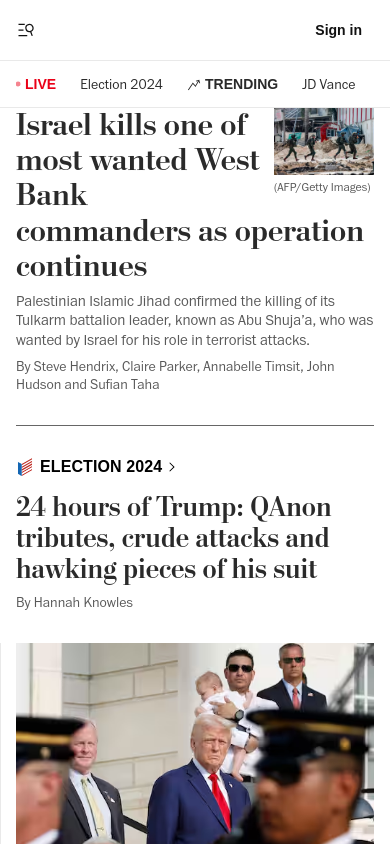 Sign in
LIVE Election 2024 TRENDING JD Vance
Israel kills one of
most wanted West
Bank
commanders as operation
continues
(AFP/Getty Images)
Palestinian Islamic Jihad confirmed the killing of its
Tulkarm battalion leader, known as Abu Shuja’a, who was
wanted by Israel for his role in terrorist attacks.
By Steve Hendrix, Claire Parker, Annabelle Timsit, John
Hudson and Sufian Taha
ELECTION 2024
24 hours of Trump: QAnon
tributes, crude attacks and
hawking pieces of his suit
By Hannah Knowles